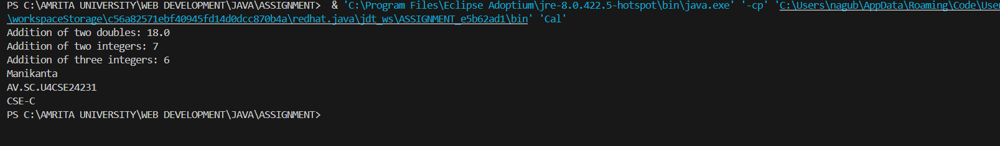 PS C:\AMRITA UNIVERSITY\WEB DEVELOPMENT\JAVA\ASSIGNMENT>  & 'C:\Program Files\Eclipse Adoptium\jre-8.0.422.5-hotspot\bin\java.exe' '-cp' 'C:\Users\nagub\AppData\Roaming\Code\User
\workspaceStorage\c56a82571ebf40945fd14d0dcc870b4a\redhat.java\jdt_ws\ASSIGNMENT_e5b62ad1\bin' 'Cal'
Addition of two doubles: 18.0
Addition of two integers: 7
Addition of three integers: 6
Manikanta
AV.SC.U4CSE24231
CSE-C
PS C:\AMRITA UNIVERSITY\WEB DEVELOPMENT\JAVA\ASSIGNMENT>